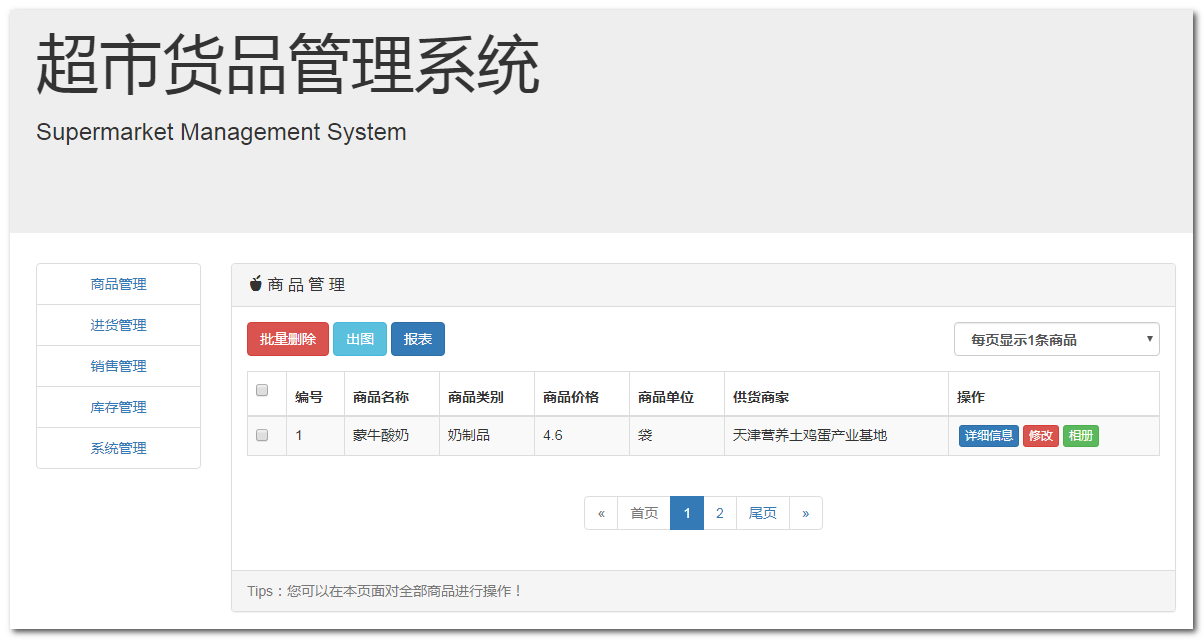 超市货品管理系统
Supermarket Management System
商品管理
进货管理
销售管理
库存管理
系统管理
商 品 管 理
批量删除 出图 报表 每页显示1条商品
编号 商品名称 商品类别 商品价格 商品单位 供货商家 操作
1 蒙牛酸奶 奶制品 4.6 袋 天津营养土鸡蛋产业基地 详细信息 修改 相册
« 首页 1 2 尾页 »
Tips：您可以在本页面对全部商品进行操作！